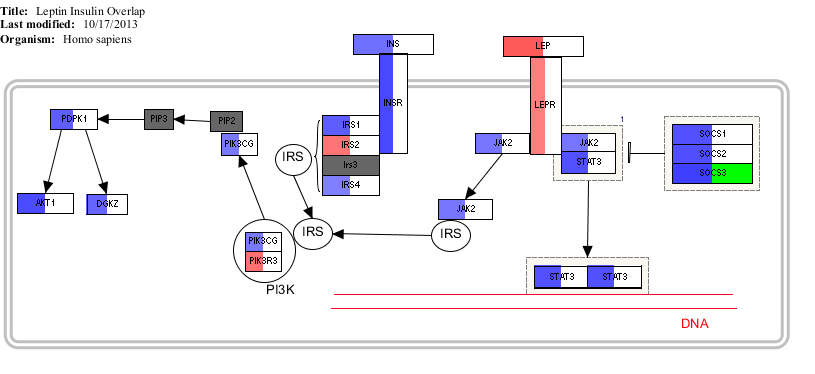 Title: Leptin Insulin Overlap
Last modified: 10/17/2013
Organism: Homo sapiens
INS
LEP
INSR
LEPR
PDPK1
PIP3
PIP2
PIK3CG
IRS
IRS1
IRS2
Irs3
IRS4
JAK2
JAK2
STAT3
1
SOCS1
SOCS2
SOCS3
AKT1
DGKZ
JAK2
IRS
IRS
PIK3CG
PIK3R3
PI3K
STAT3
STAT3
DNA